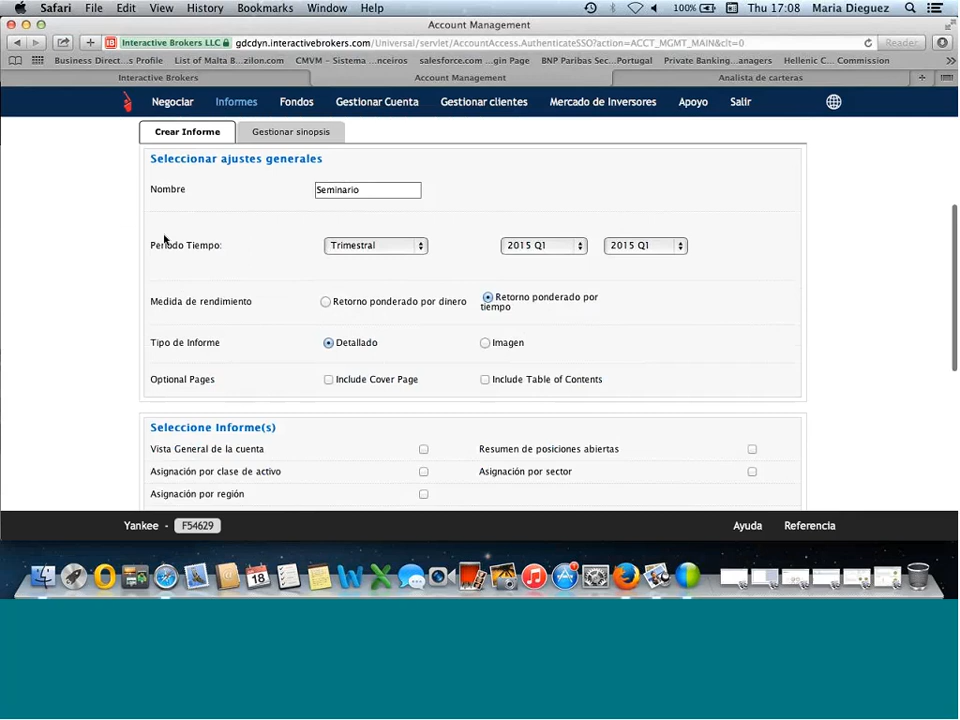 Safari File Edit View History Bookmarks Window Help 100% Thu 17:08 Maria Dieguez
Account Management
Interactive Brokers LLC gdcdyn.interactivebrokers.com/Universal/servlet/AccountAccess.AuthenticateSSO?action=ACCT_MGMT_MAIN&clt=0 Reader
Business Direct...s Profile List of Malta B...zilon.com CMVM – Sistema ...nceiros salesforce.com ...gin Page BNP Paribas Sec...Portugal Private Banking...anagers Hellenic C... Commission
Interactive Brokers Account Management Analista de carteras
Negociar Informes Fondos Gestionar Cuenta Gestionar clientes Mercado de Inversores Apoyo Salir
Crear Informe Gestionar sinopsis
Seleccionar ajustes generales
Nombre Seminario
Periodo Tiempo: Trimestral 2015 Q1 2015 Q1
Medida de rendimiento Retorno ponderado por dinero Retorno ponderado por
tiempo
Tipo de Informe Detallado Imagen
Optional Pages Include Cover Page Include Table of Contents
Seleccione Informe(s)
Vista General de la cuenta Resumen de posiciones abiertas
Asignación por clase de activo Asignación por sector
Asignación por región
Yankee - F54629 Ayuda Referencia
18